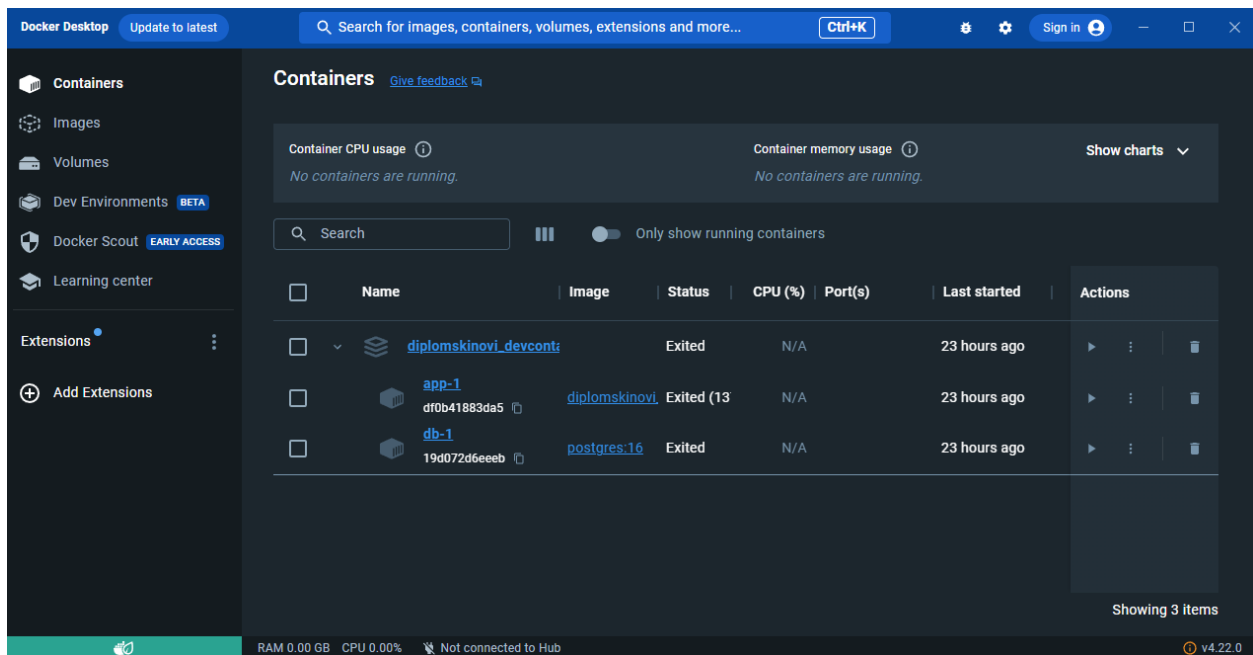 Docker Desktop Update to latest Search for images, containers, volumes, extensions and more... Ctrl+K Sign in
Containers
Images
Volumes
Dev Environments BETA
Docker Scout EARLY ACCESS
Learning center
Extensions
Add Extensions
Containers Give feedback
Container CPU usage
No containers are running.
Container memory usage
No containers are running.
Show charts
Search Only show running containers
Name Image Status CPU (%) Port(s) Last started Actions
diplomskinovi_devconta Exited N/A 23 hours ago
app-1
df0b41883da5 diplomskinovi_ Exited (13 N/A 23 hours ago
db-1
19d072d6eeeb postgres:16 Exited N/A 23 hours ago
Showing 3 items
RAM 0.00 GB CPU 0.00% Not connected to Hub v4.22.0